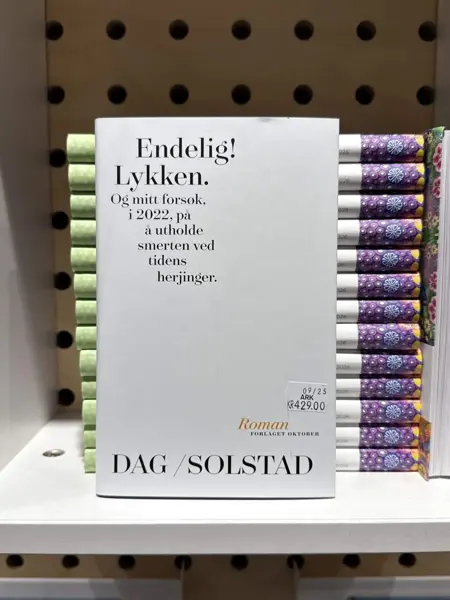 Endelig!
Lykken.
Og mitt forsøk,
i 2022, på
å utholde
smerten ved
tidens
herjinger.
09/25
ARK
KR429.00
Roman
FORLAGET OKTOBER
DAG /SOLSTAD